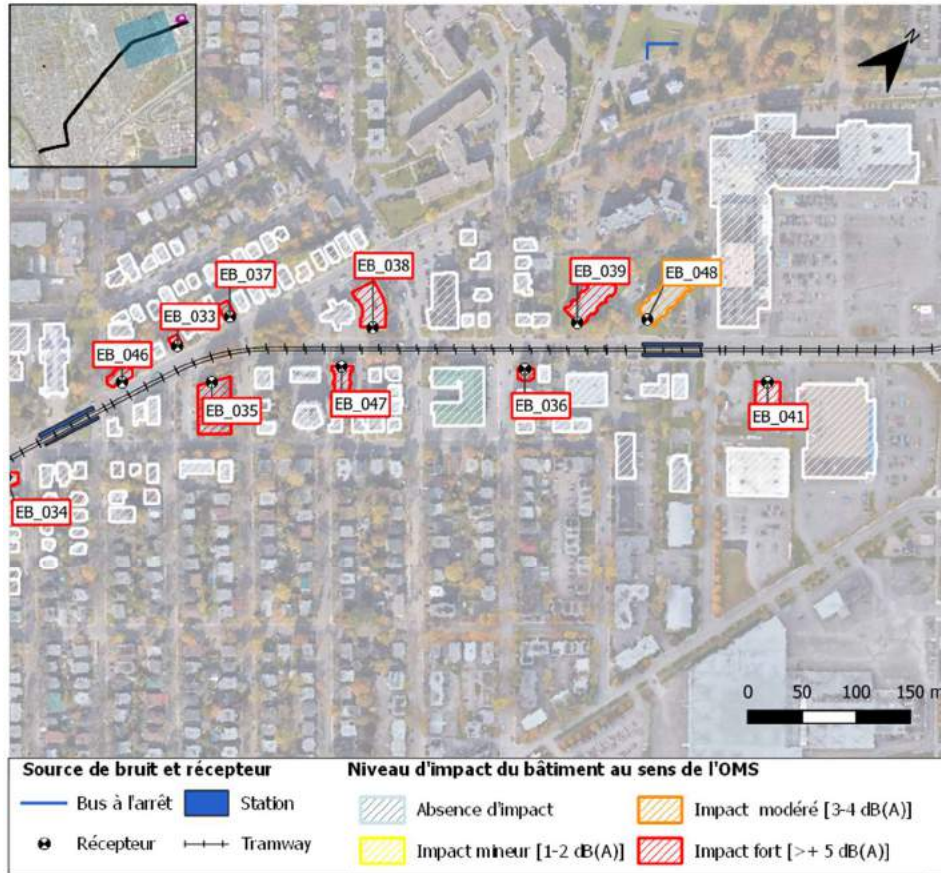 N
EB_037
EB_038
EB_039
EB_048
EB_033
EB_046
EB_035
EB_047
EB_036
EB_041
EB_034
0 50 100 150 m
Source de bruit et récepteur
Bus à l'arrêt
Station
Récepteur
Tramway
Niveau d'impact du bâtiment au sens de l'OMS
Absence d'impact
Impact modéré [3-4 dB(A)]
Impact mineur [1-2 dB(A)]
Impact fort [>+ 5 dB(A)]